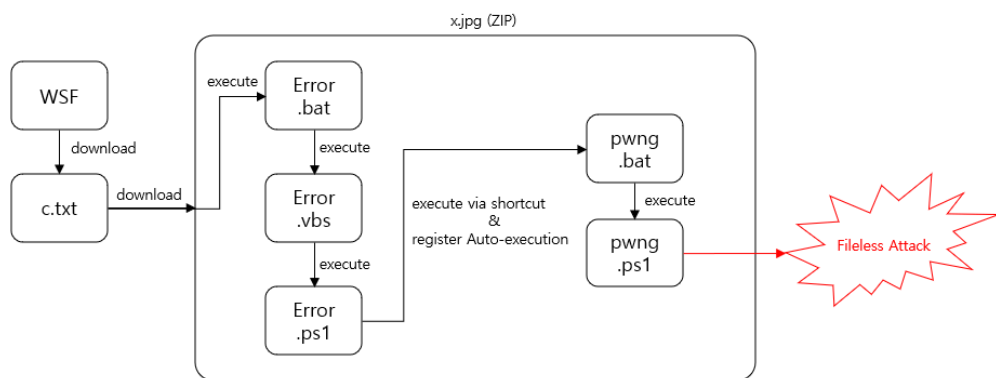 x.jpg (ZIP)
WSF
download
c.txt
download
execute
Error
.bat
execute
Error
.vbs
execute
Error
.ps1
execute via shortcut
&
register Auto-execution
pwng
.bat
execute
pwng
.ps1
Fileless Attack